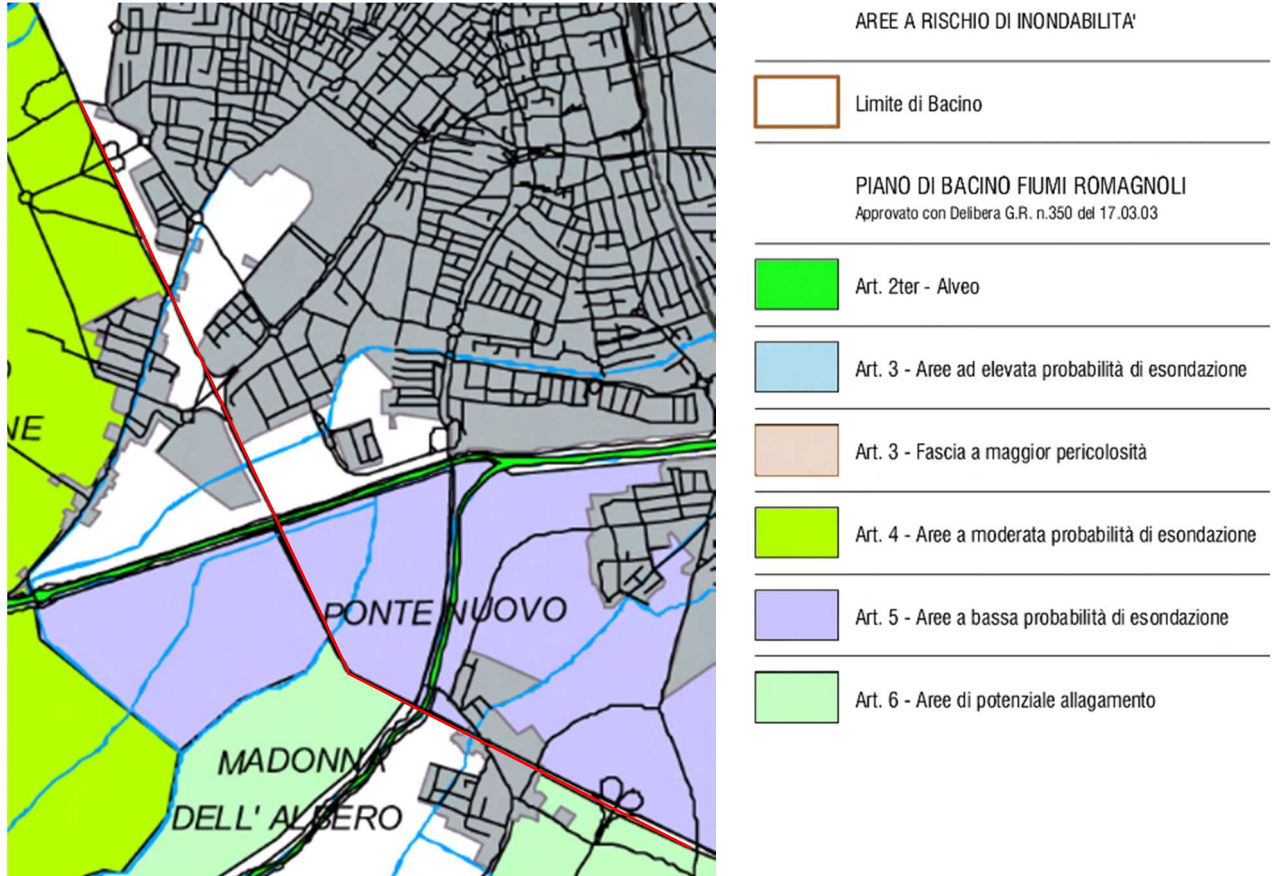 NE
PONTE NUOVO
MADONNA
DELL' ALBERO
AREE A RISCHIO DI INONDABILITA'
Limite di Bacino
PIANO DI BACINO FIUMI ROMAGNOLI
Approvato con Delibera G.R. n.350 del 17.03.03
Art. 2ter - Alveo
Art. 3 - Aree ad elevata probabilità di esondazione
Art. 3 - Fascia a maggior pericolosità
Art. 4 - Aree a moderata probabilità di esondazione
Art. 5 - Aree a bassa probabilità di esondazione
Art. 6 - Aree di potenziale allagamento